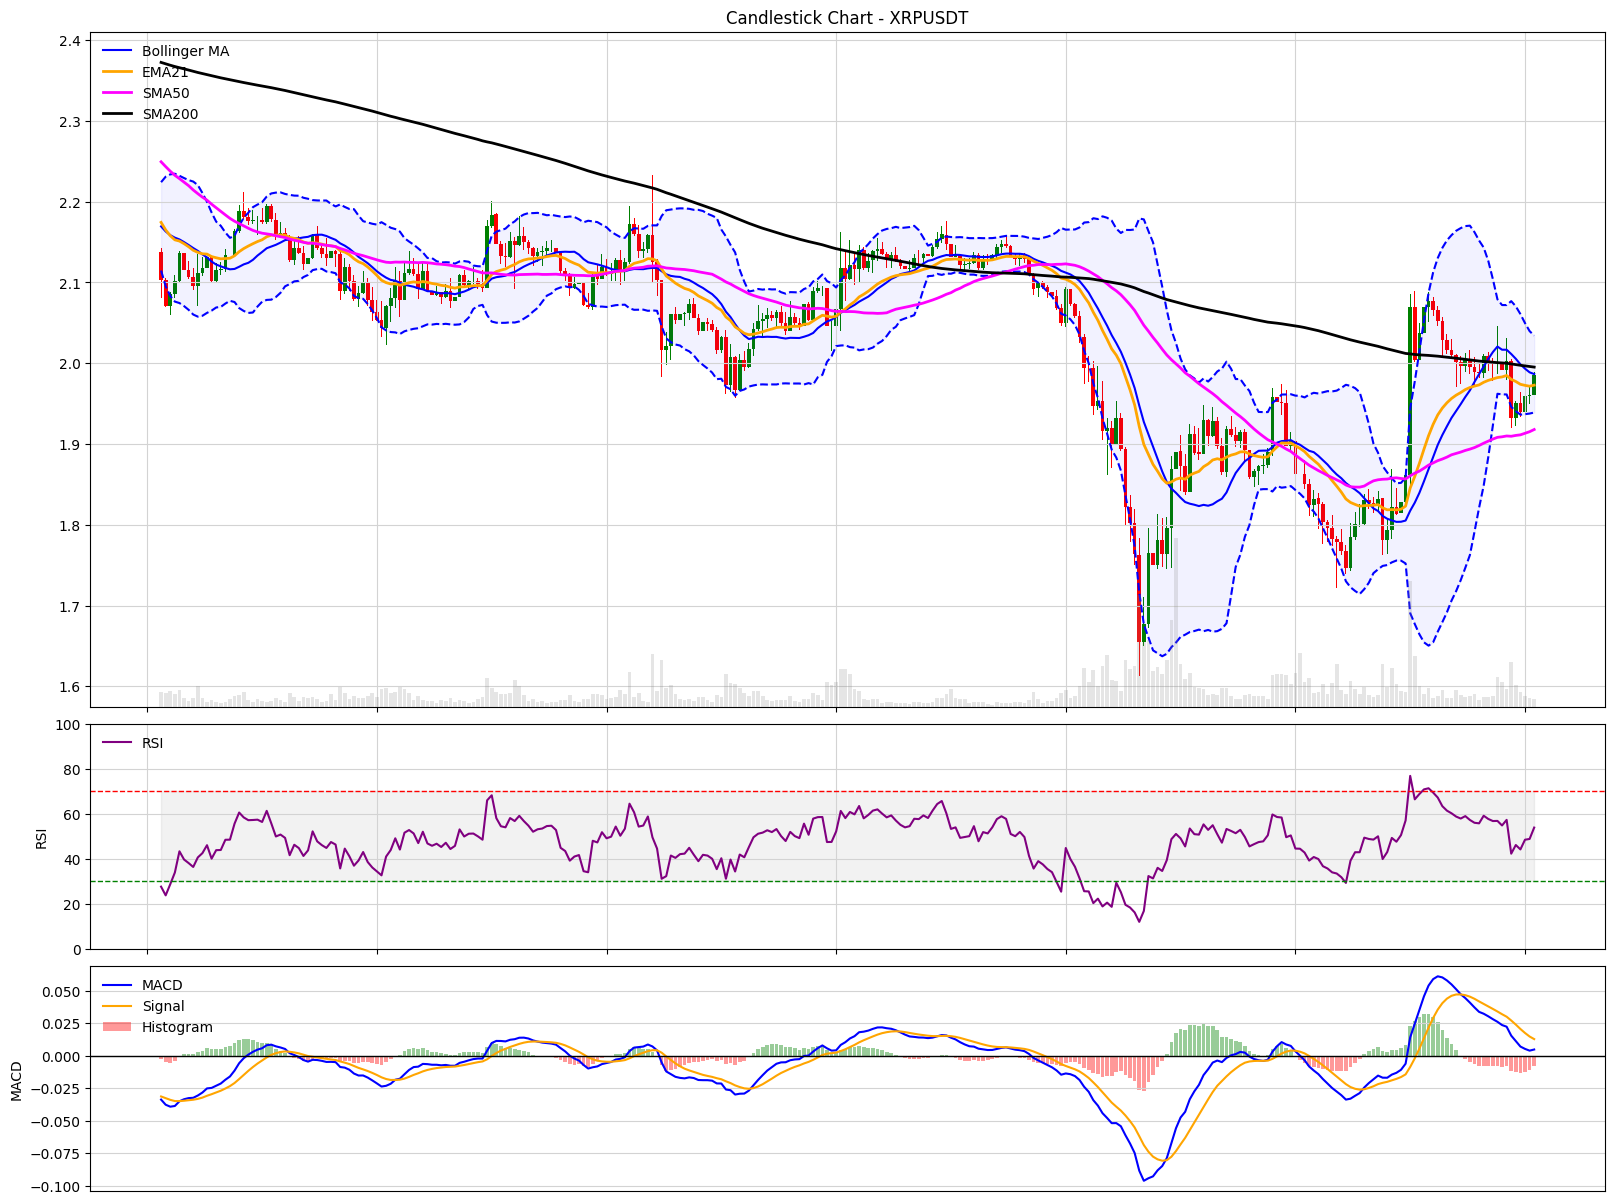 Candlestick Chart - XRPUSDT
2.4
2.3
2.2
2.1
2.0
1.9
1.8
1.7
1.6
Bollinger MA
EMA21
SMA50
SMA200
100
80
60
40
20
0
RSI
RSI
0.050
0.025
0.000
−0.025
−0.050
−0.075
−0.100
MACD
MACD
Signal
Histogram